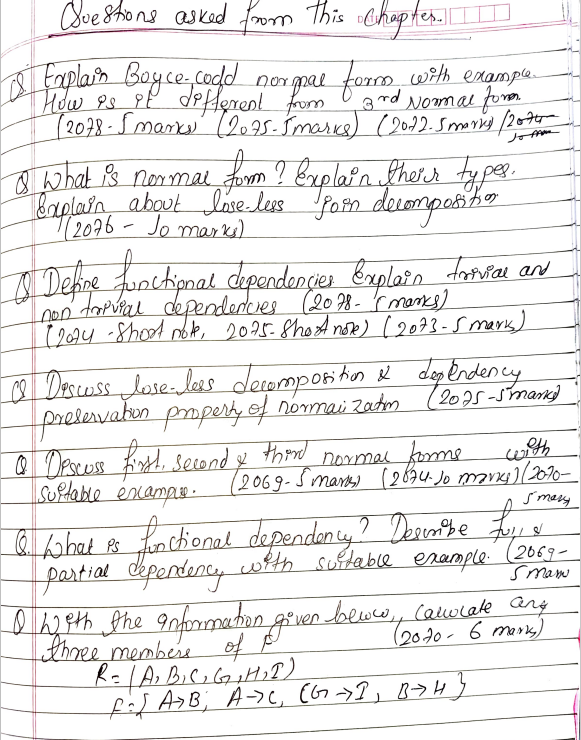 Questions asked from this Chapter.
Q Explain Boyce-codd normal form with example.
How is it different from 3rd Normal form.
(2078-5 marks) (2075-5marks) (2072-5marks) (2074-
10 mar
Q What is normal form? Explain their types.
Explain about lose-less join decomposition
(2076 - 10 marks)
Q Define functional dependencies Explain trivial and
non trivial dependencies (2078-5 marks)
(2074 -Short note, 2075-Short note) (2073-5 mark)
Q Discuss lose-less decomposition & dependency
preservation property of normalization (2075-5marks)
Q Discuss first, second & third normal forms with
suitable example. (2069-5 marks) (2074-10 marks) (2070-
5 marks
Q. What is functional dependency? Describe full &
partial dependency with suitable example. (2069-
5 marks
Q With the information given below, calculate any
three members of F (2070- 6 marks)
R= (A, B, C, G, H, I)
F= { A→B, A→C, CG→I, B→H }